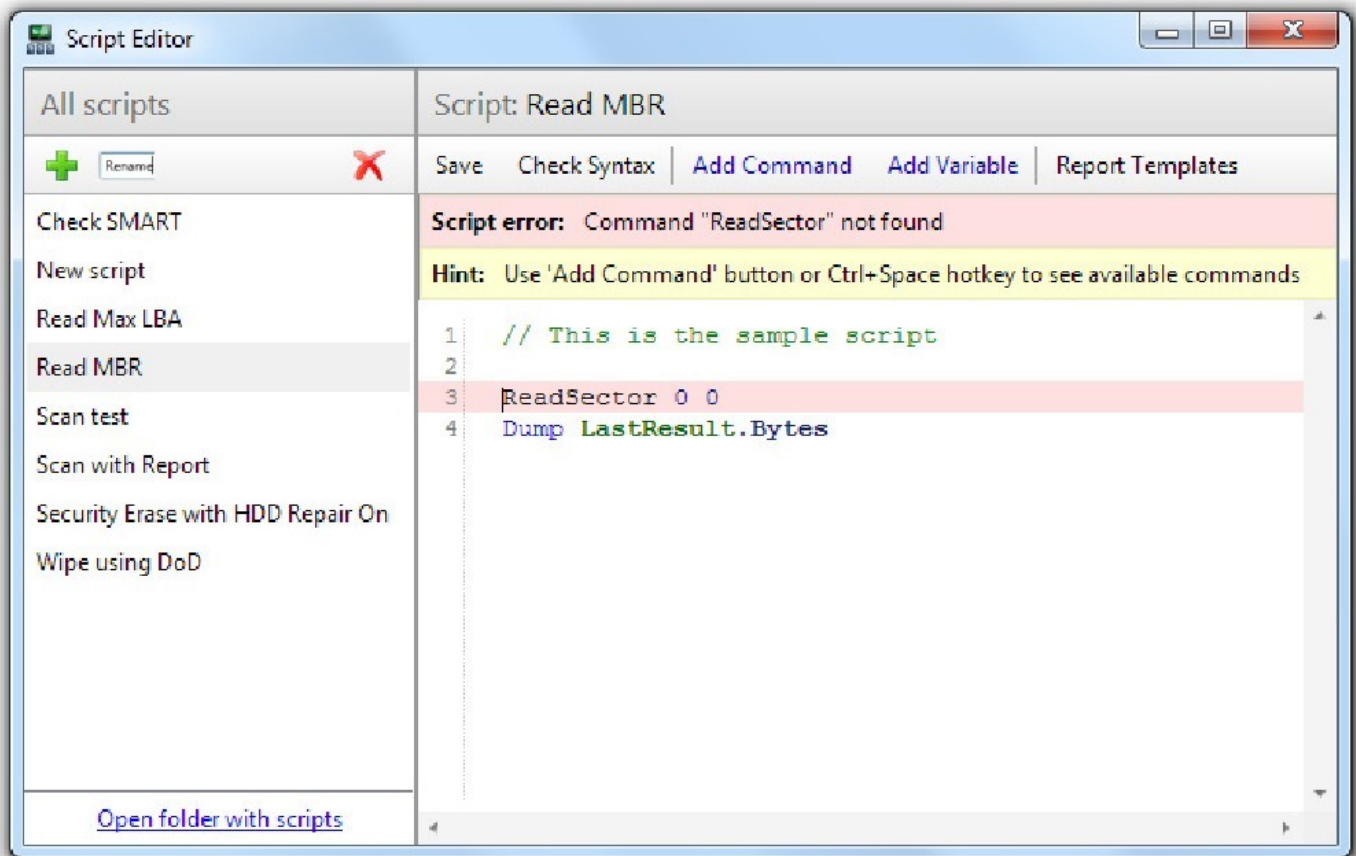 Script Editor
All scripts
Rename
Check SMART
New script
Read Max LBA
Read MBR
Scan test
Scan with Report
Security Erase with HDD Repair On
Wipe using DoD
Open folder with scripts
Script: Read MBR
Save Check Syntax Add Command Add Variable Report Templates
Script error: Command "ReadSector" not found
Hint: Use 'Add Command' button or Ctrl+Space hotkey to see available commands
1 // This is the sample script
2
3 ReadSector 0 0
4 Dump LastResult.Bytes